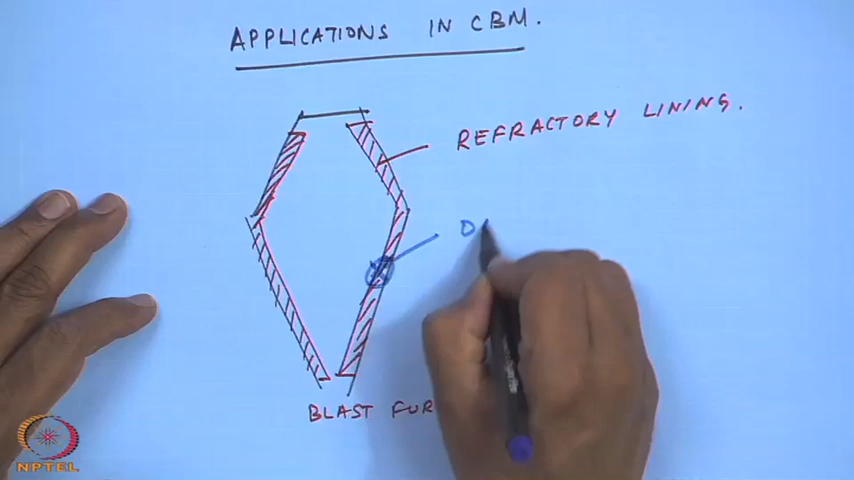 APPLICATIONS IN CBM.
REFRACTORY LINING.
D
BLAST FUR
NPTEL